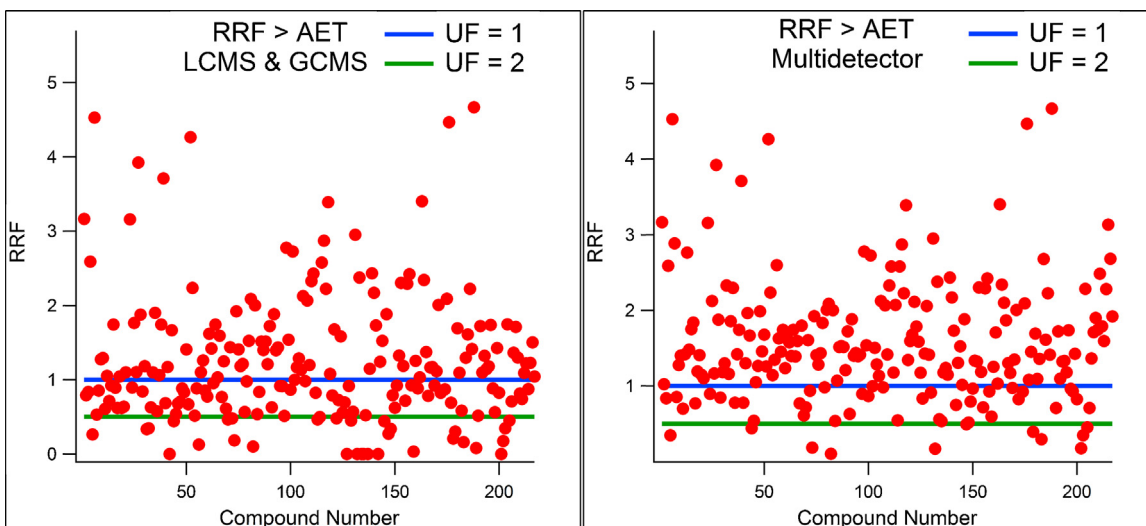 RRF > AET
LCMS & GCMS
UF = 1
UF = 2
5
4
3
2
1
0
RRF
50
100
150
200
Compound Number
RRF > AET
Multidetector
UF = 1
UF = 2
5
4
3
2
1
RRF
50
100
150
200
Compound Number